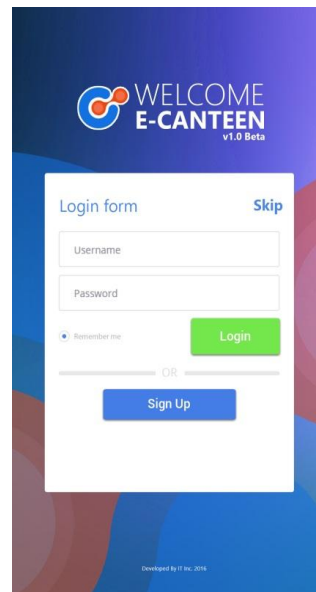 WELCOME
E-CANTEEN
v1.0 Beta
Login form Skip
Username
Password
Remember me Login
OR
Sign Up
Developed By IT Inc. 2016